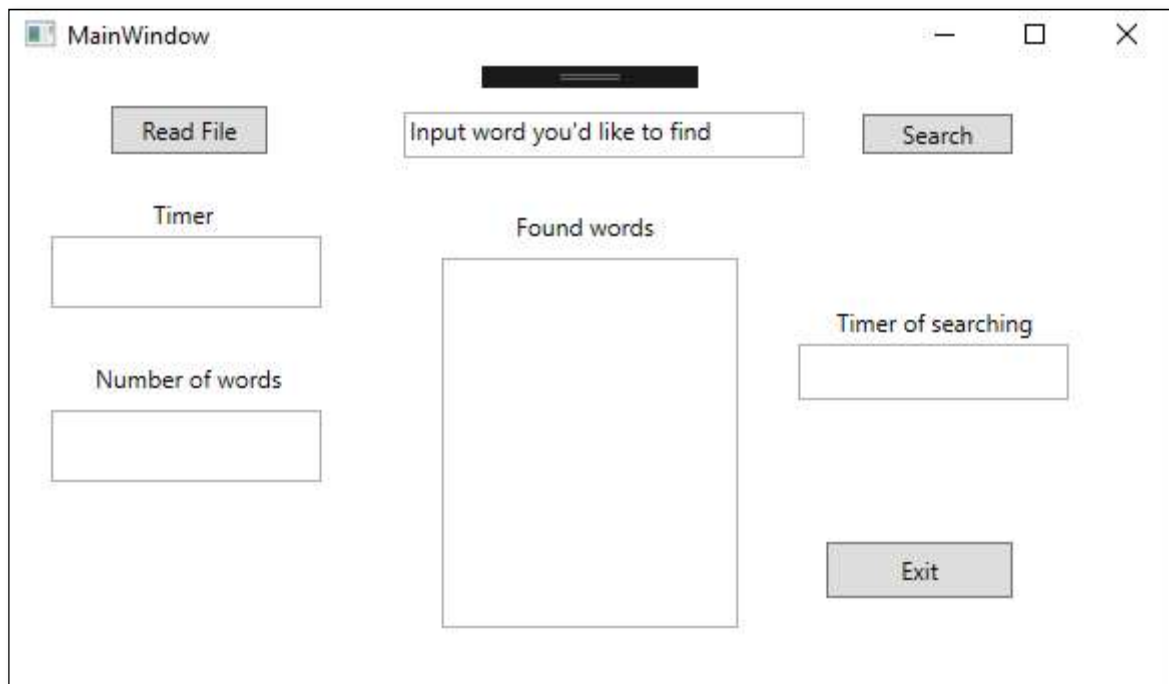 MainWindow
Read File
Input word you'd like to find
Search
Timer
Found words
Timer of searching
Number of words
Exit